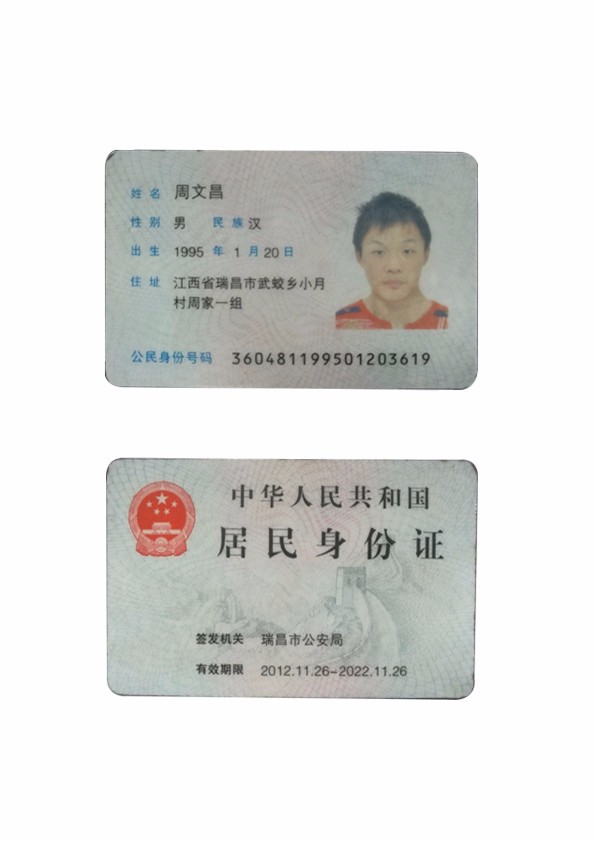 姓名 周文昌
性别 男 民族 汉
出生 1995 年 1 月 20 日
住址 江西省瑞昌市武蛟乡小月
村周家一组
公民身份号码 360481199501203619
中华人民共和国
居民身份证
签发机关 瑞昌市公安局
有效期限 2012.11.26-2022.11.26